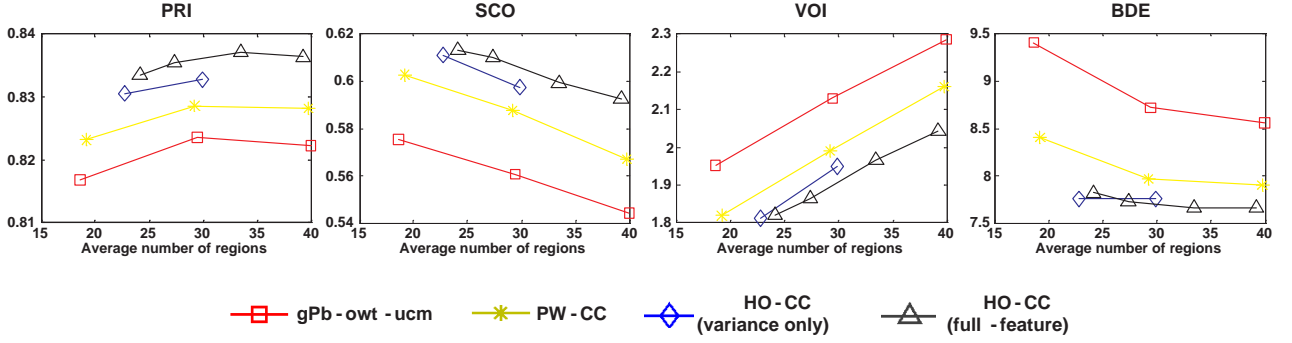 PRI SCO VOI BDE
0.84
0.83
0.82
0.81
15 20 25 30 35 40
Average number of regions
0.62
0.6
0.58
0.56
0.54
15 20 25 30 35 40
Average number of regions
2.3
2.2
2.1
2
1.9
1.8
15 20 25 30 35 40
Average number of regions
9.5
9
8.5
8
7.5
15 20 25 30 35 40
Average number of regions
gPb - owt - ucm
PW - CC
HO - CC
(variance only)
HO - CC
(full - feature)